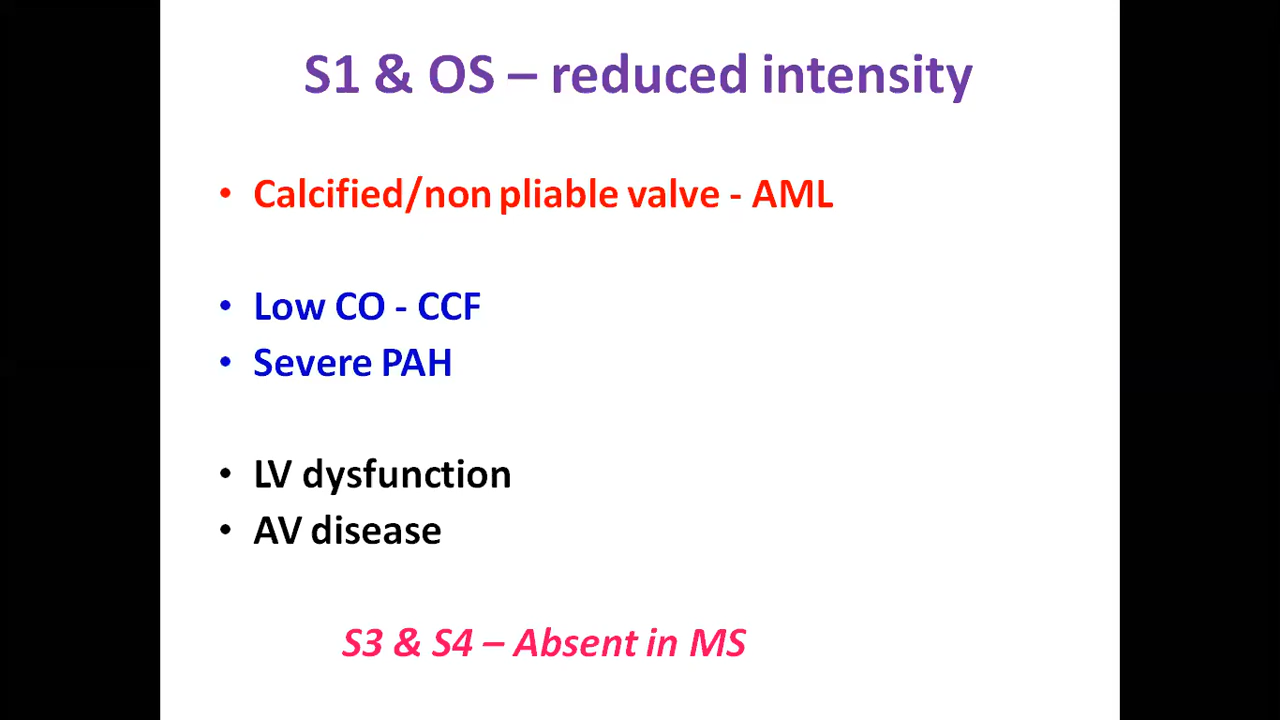 S1 & OS – reduced intensity
• Calcified/non pliable valve - AML
• Low CO - CCF
• Severe PAH
• LV dysfunction
• AV disease
S3 & S4 – Absent in MS